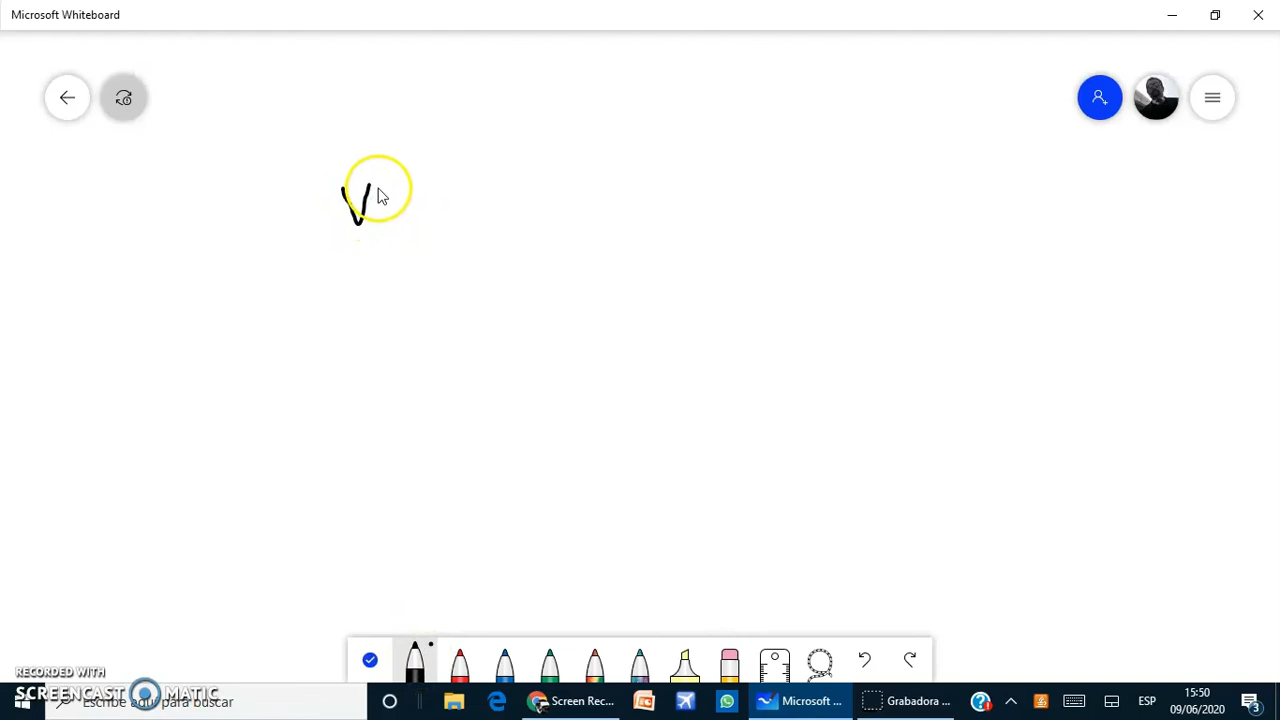 Microsoft Whiteboard
V
RECORDED WITH
SCREENCAST MATIC
Escribe aquí para buscar
Screen Rec...
Microsoft ...
Grabadora ...
ESP
15:50
09/06/2020
3